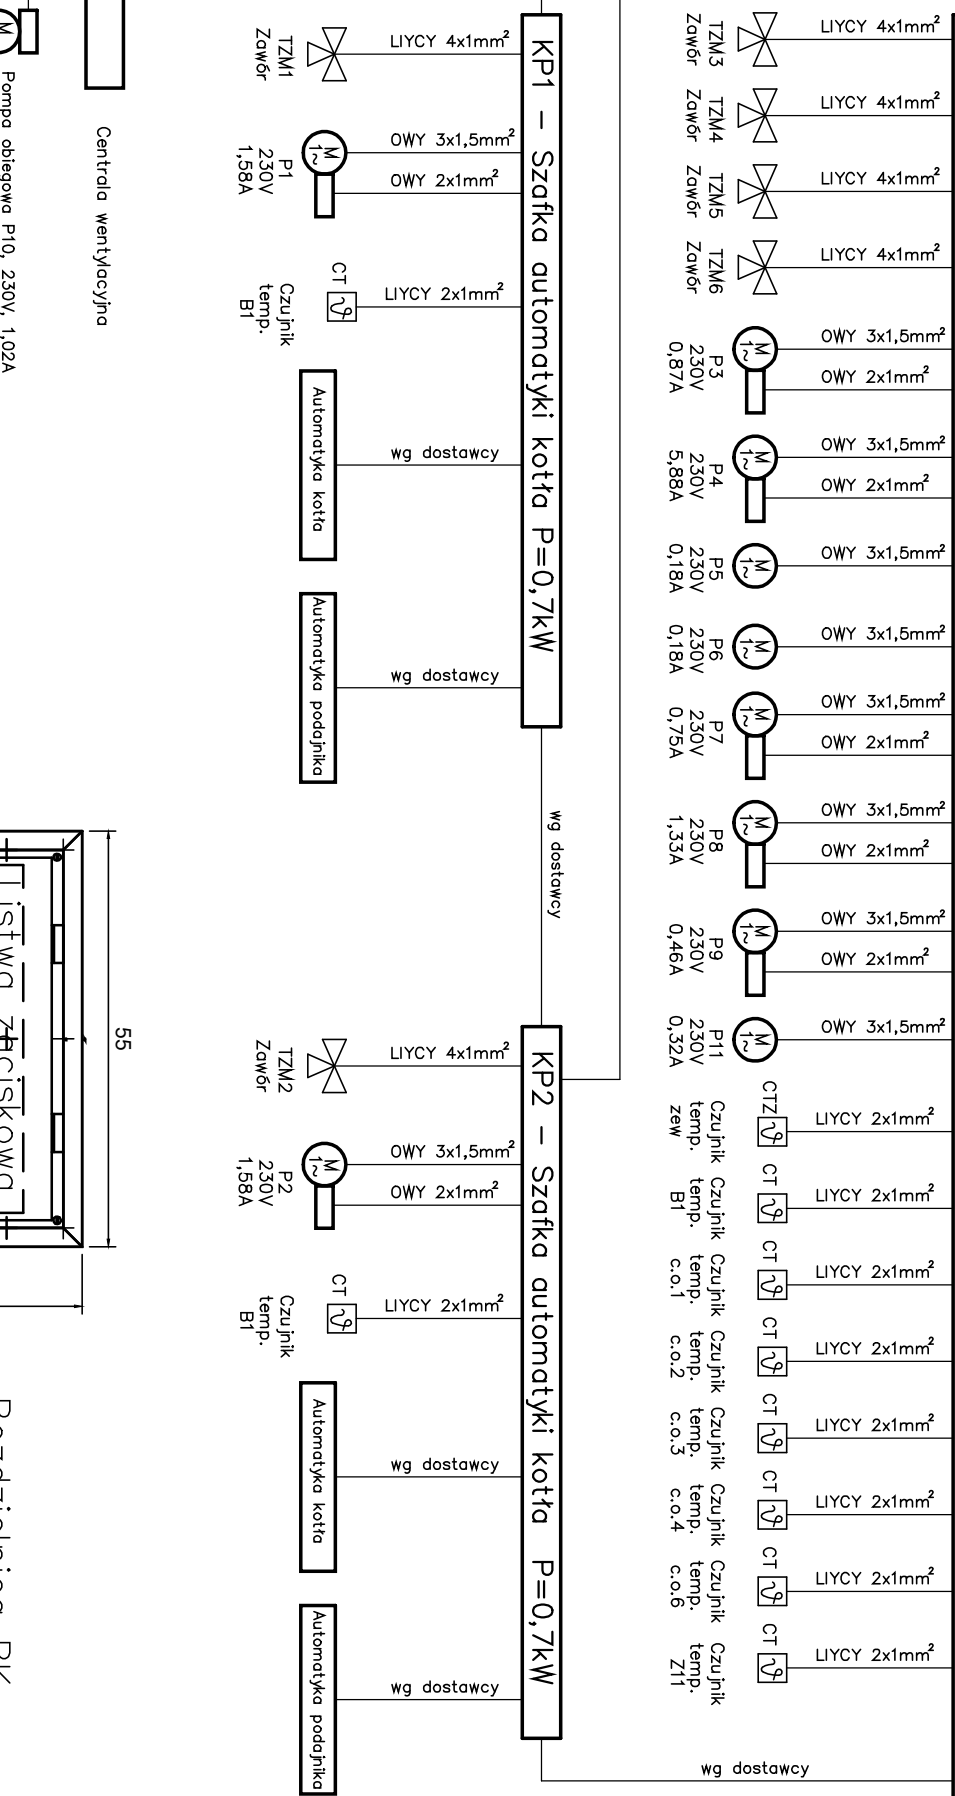 LIYCY 4x1mm²
TZM3
Zawór
LIYCY 4x1mm²
TZM4
Zawór
LIYCY 4x1mm²
TZM5
Zawór
LIYCY 4x1mm²
TZM6
Zawór
OWY 3x1,5mm²
OWY 2x1mm²
P3
230V
0,87A
OWY 3x1,5mm²
OWY 2x1mm²
P4
230V
5,88A
OWY 3x1,5mm²
P5
230V
0,18A
OWY 3x1,5mm²
P6
230V
0,18A
OWY 3x1,5mm²
OWY 2x1mm²
P7
230V
0,75A
OWY 3x1,5mm²
OWY 2x1mm²
P8
230V
1,33A
OWY 3x1,5mm²
OWY 2x1mm²
P9
230V
0,46A
OWY 3x1,5mm²
P11
230V
0,32A
LIYCY 2x1mm²
CTZ
Czujnik
temp.
zew
LIYCY 2x1mm²
CT
Czujnik
temp.
B1
LIYCY 2x1mm²
CT
Czujnik
temp.
c.o.1
LIYCY 2x1mm²
CT
Czujnik
temp.
c.o.2
LIYCY 2x1mm²
CT
Czujnik
temp.
c.o.3
LIYCY 2x1mm²
CT
Czujnik
temp.
c.o.4
LIYCY 2x1mm²
CT
Czujnik
temp.
c.o.6
LIYCY 2x1mm²
CT
Czujnik
temp.
Z11
wg dostawcy
KP1 – Szafka automatyki kotła P=0,7kW
wg dostawcy
KP2 – Szafka automatyki kotła P=0,7kW
LIYCY 4x1mm²
TZM1
Zawór
OWY 3x1,5mm²
OWY 2x1mm²
M
1~
P1
230V
1,58A
LIYCY 2x1mm²
CT
Czujnik
temp.
B1
wg dostawcy
Automatyka kotła
wg dostawcy
Automatyka podajnika
LIYCY 4x1mm²
TZM2
Zawór
OWY 3x1,5mm²
OWY 2x1mm²
M
1~
P2
230V
1,58A
LIYCY 2x1mm²
CT
Czujnik
temp.
B1
wg dostawcy
Automatyka kotła
wg dostawcy
Automatyka podajnika
Centrala wentylacyjna
M
Pompa obiegowa P10, 230V, 1,02A
55
Listwa zaciskowa
Rozdzielnica RK